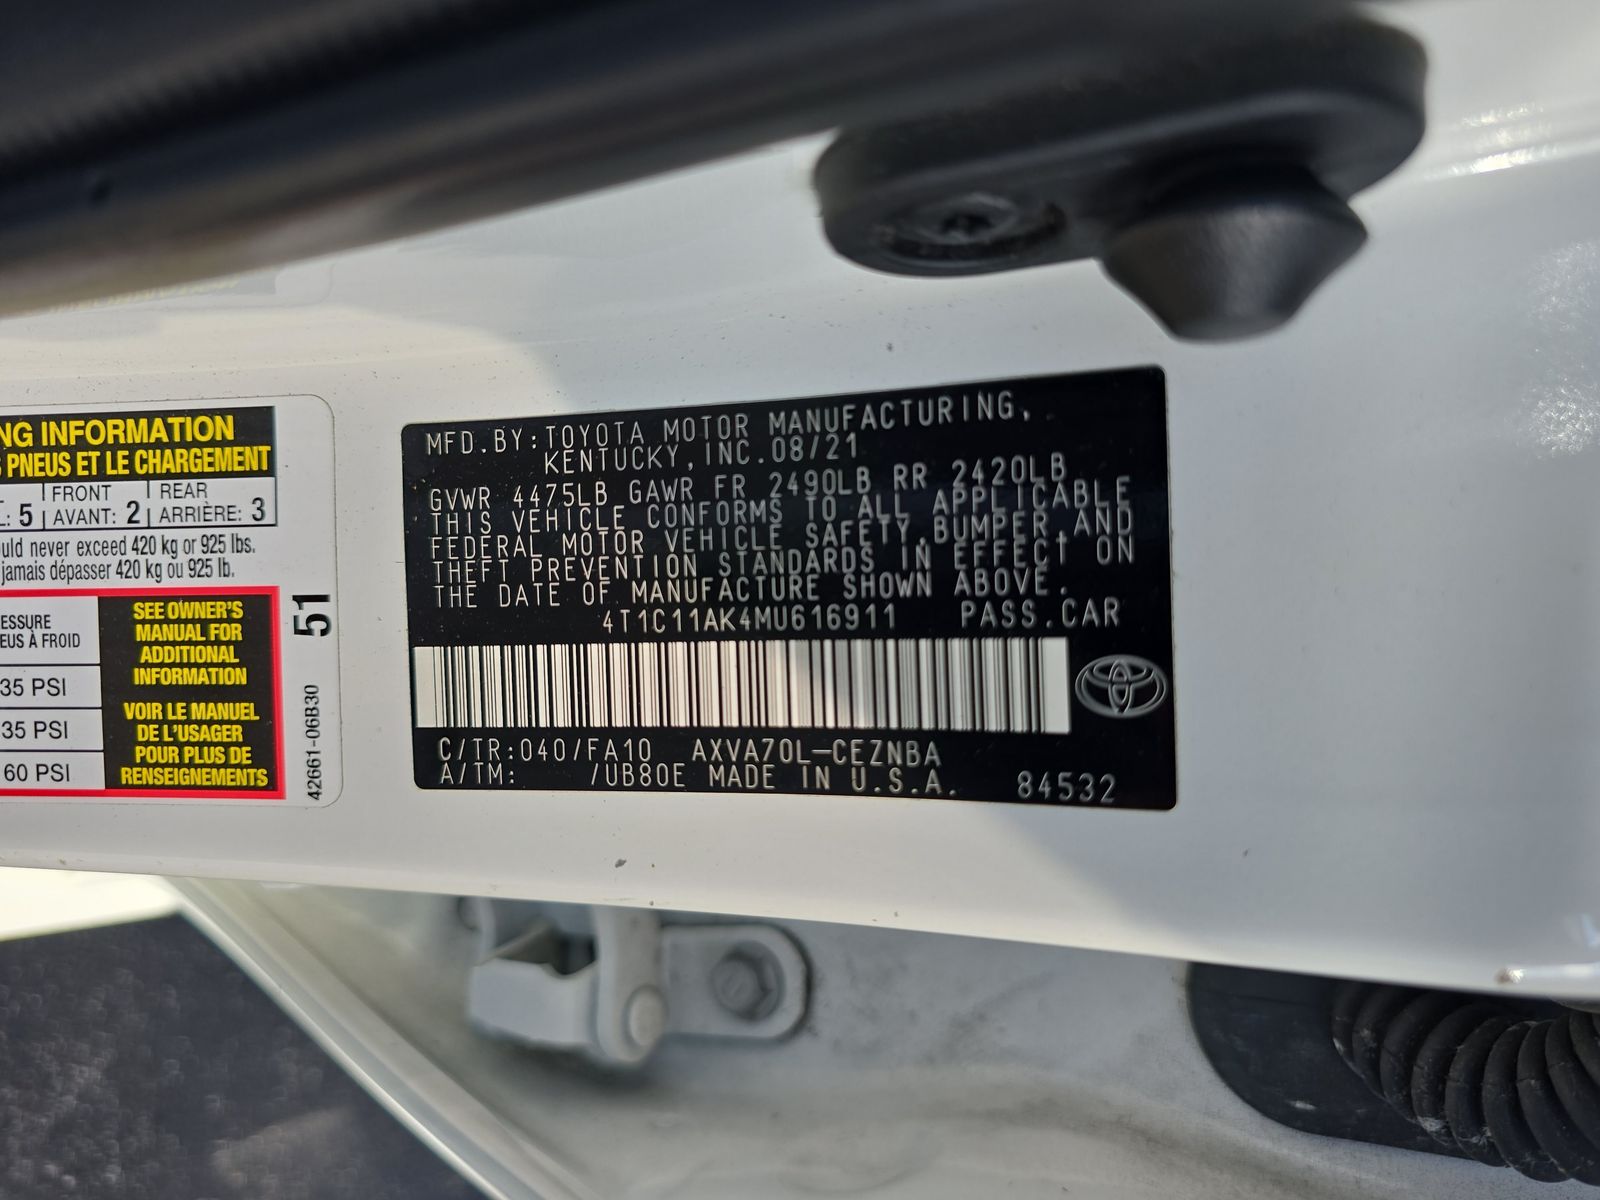 NG INFORMATION
PNEUS ET LE CHARGEMENT
: 5 | FRONT AVANT: 2 | REAR ARRIÈRE: 3
uld never exceed 420 kg or 925 lbs.
jamais dépasser 420 kg ou 925 lb.
ESSURE
EUS À FROID
35 PSI
35 PSI
60 PSI
SEE OWNER'S
MANUAL FOR
ADDITIONAL
INFORMATION
VOIR LE MANUEL
DE L'USAGER
POUR PLUS DE
RENSEIGNEMENTS
51
42661-06B30
MFD.BY:TOYOTA MOTOR MANUFACTURING,
KENTUCKY,INC.08/21
GVWR 4475LB GAWR FR 2490LB RR 2420LB
THIS VEHICLE CONFORMS TO ALL APPLICABLE
FEDERAL MOTOR VEHICLE SAFETY,BUMPER,AND
THEFT PREVENTION STANDARDS IN EFFECT ON
THE DATE OF MANUFACTURE SHOWN ABOVE.
4T1C11AK4MU616911 PASS.CAR
C/TR:040/FA10 AXVA70L-CEZNBA
A/TM: /UB80E MADE IN U.S.A. 84532